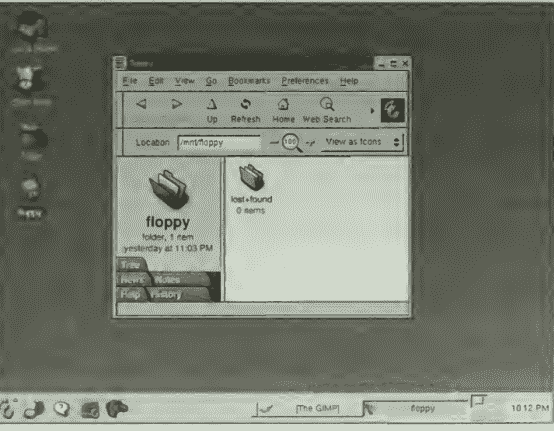 File Edit View Go Bookmarks Preferences Help
Up Refresh Home Web Search
Location /mnt/floppy 100 View as Icons
floppy
folder, 1 item
yesterday at 11:03 PM
lost+found
0 items
Tree
News Notes
Help History
floppy
[The GIMP] floppy 10:12 PM